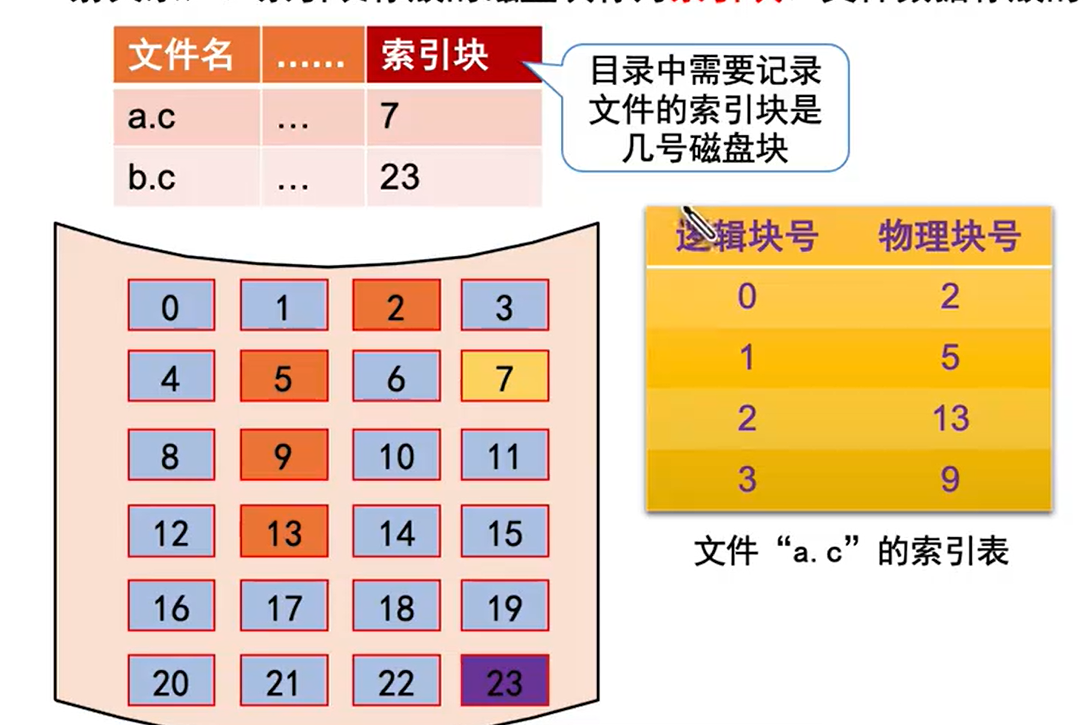 文件名 …… 索引块
a.c … 7
b.c … 23
目录中需要记录
文件的索引块是
几号磁盘块
0 1 2 3
4 5 6 7
8 9 10 11
12 13 14 15
16 17 18 19
20 21 22 23
逻辑块号 物理块号
0 2
1 5
2 13
3 9
文件“a.c”的索引表